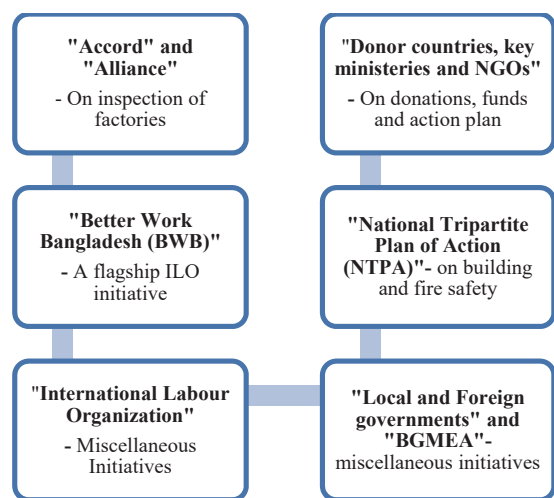 "Accord" and
"Alliance"
- On inspection of
factories
"Better Work
Bangladesh (BWB)"
- A flagship ILO
initiative
"International Labour
Organization"
- Miscellaneous
Initiatives
"Local and Foreign
governments" and
"BGMEA"-
miscellaneous initiatives
"National Tripartite
Plan of Action
(NTPA)"- on building
and fire safety
"Donor countries, key
ministeries and NGOs"
- On donations, funds
and action plan